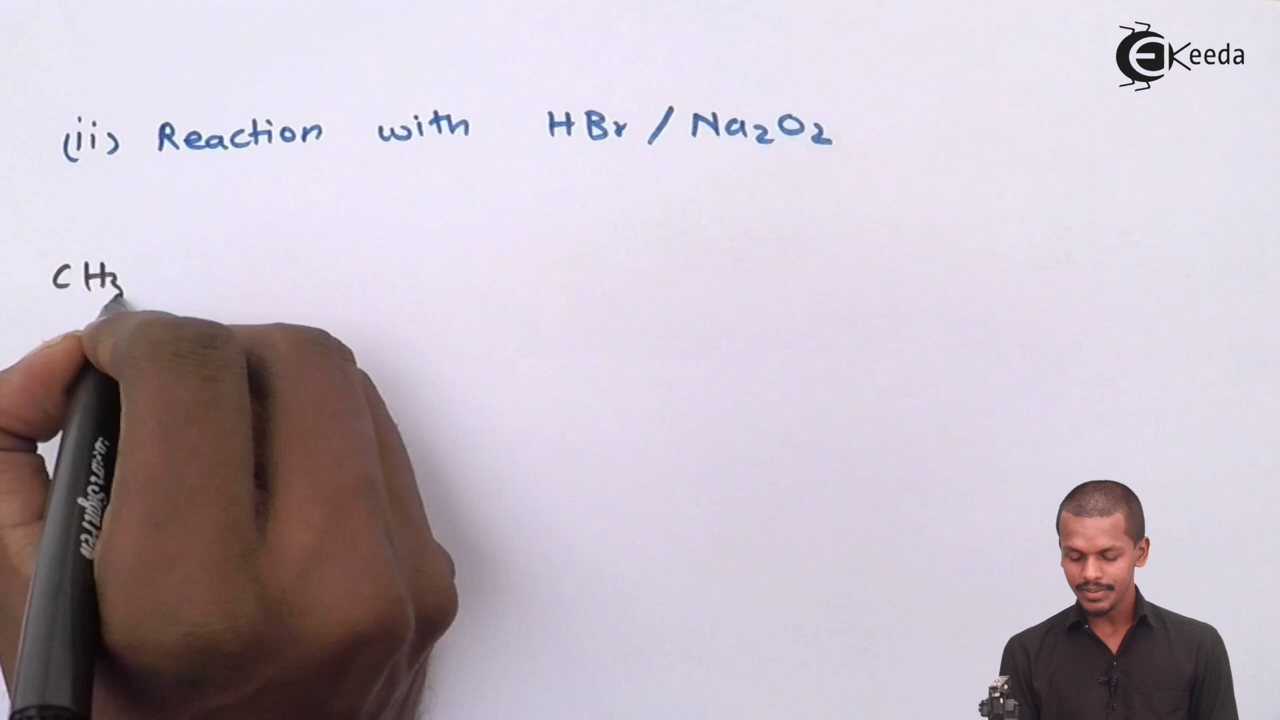 EKeeda
(ii) Reaction with HBr / Na₂O₂
CH₃